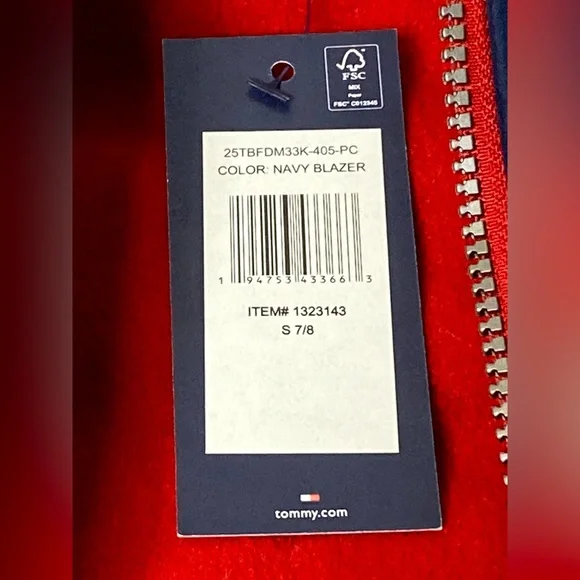 FSC
MIX
Paper
FSC® C012345
25TBFDM33K-405-PC
COLOR: NAVY BLAZER
1 94753 43366 3
ITEM# 1323143
S 7/8
tommy.com